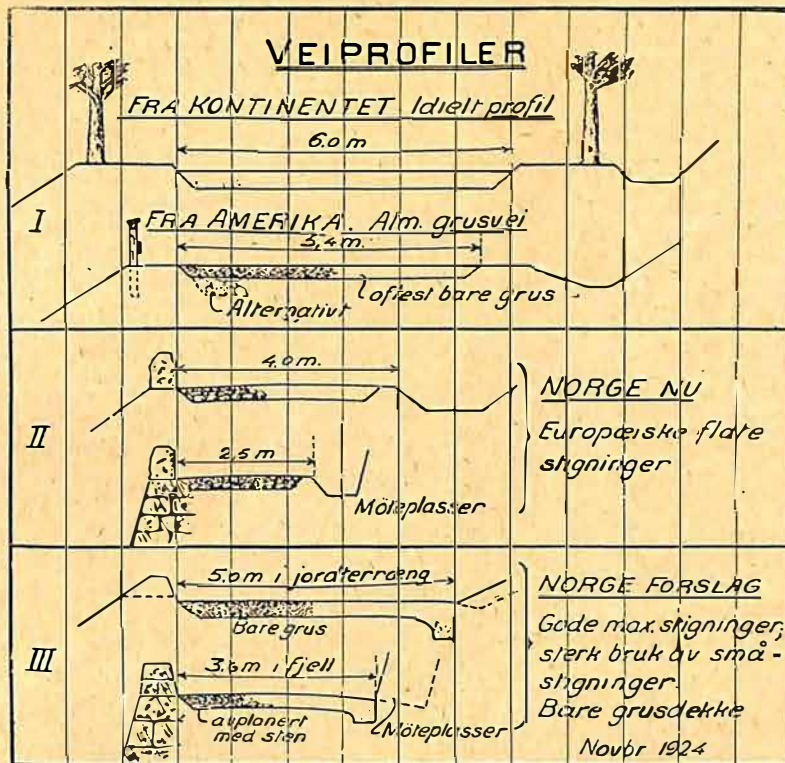 VEIPROFILER
FRA KONTINENTET Idielt profil
6.0 m
I
FRA AMERIKA. Alm. grusvei
5,4 m.
oftest bare grus
Alternativt
II
4,0 m.
NORGE NU
Europæiske flate
stigninger
2,5 m
Möteplasser
III
5.0 m i jordterræng
Bare grus
NORGE FORSLAG
Gode max. stigninger,
sterk bruk av små-
stigninger.
Bare grusdekke
3.6 m i fjell
avplanert
med sten
Möteplasser
Novbr 1924